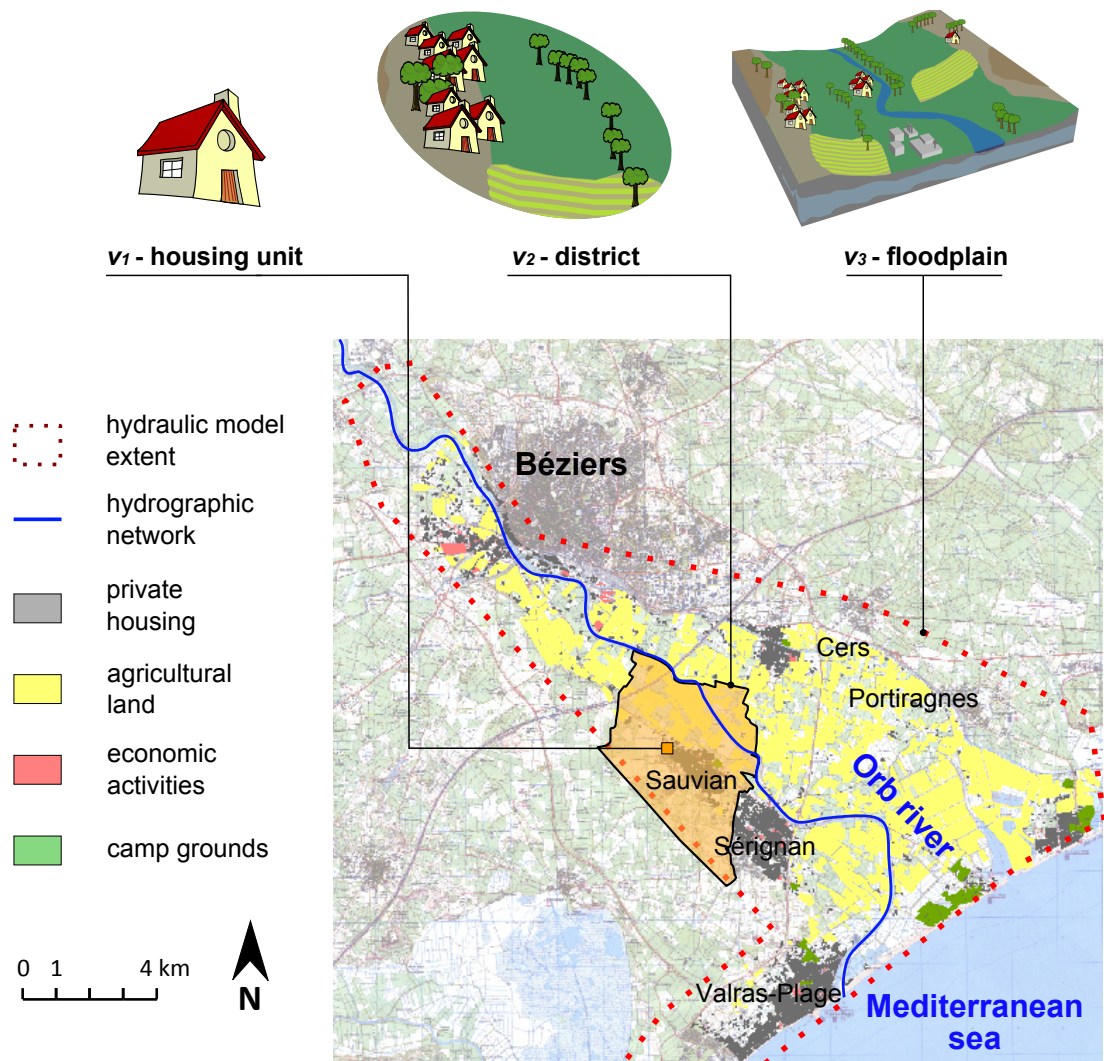 v1 - housing unit
v2 - district
v3 - floodplain
hydraulic model
extent
hydrographic
network
private
housing
agricultural
land
economic
activities
camp grounds
0 1 4 km
N
Béziers
Cers
Portiragnes
Orb river
Sauvian
Sérignan
Valras-Plage
Mediterranean
sea